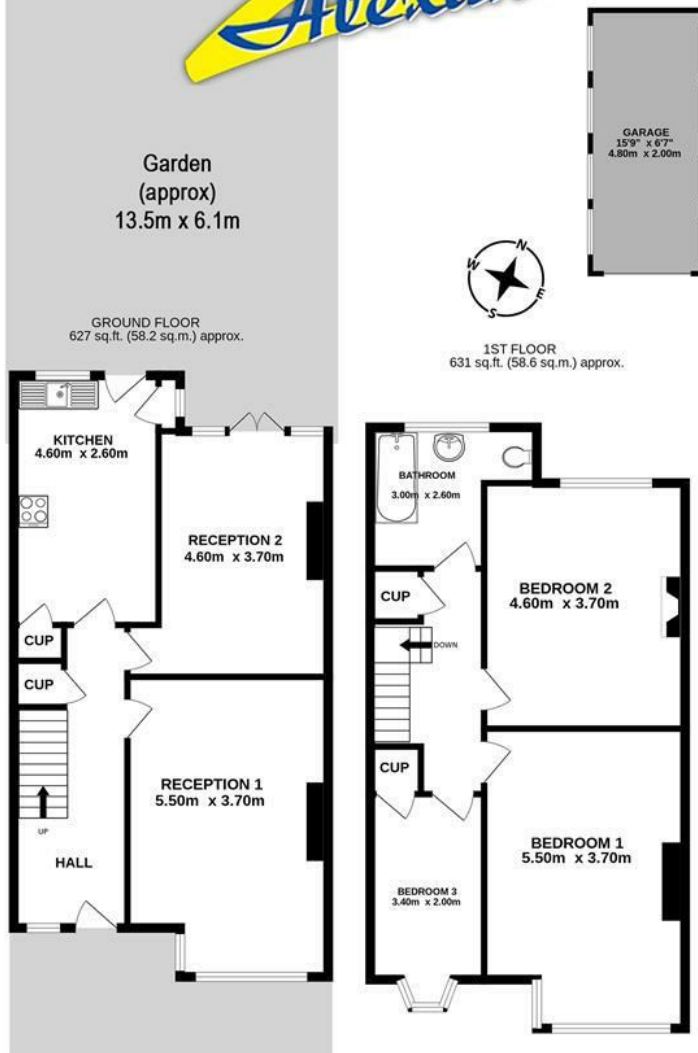 Garden
(approx)
13.5m x 6.1m
GARAGE
15'9" x 6'7"
4.80m x 2.00m
N
W
E
S
GROUND FLOOR
627 sq.ft. (58.2 sq.m.) approx.
1ST FLOOR
631 sq.ft. (58.6 sq.m.) approx.
KITCHEN
4.60m x 2.60m
RECEPTION 2
4.60m x 3.70m
CUP
CUP
RECEPTION 1
5.50m x 3.70m
UP
HALL
BATHROOM
3.00m x 2.60m
BEDROOM 2
4.60m x 3.70m
CUP
DOWN
CUP
BEDROOM 1
5.50m x 3.70m
BEDROOM 3
3.40m x 2.00m